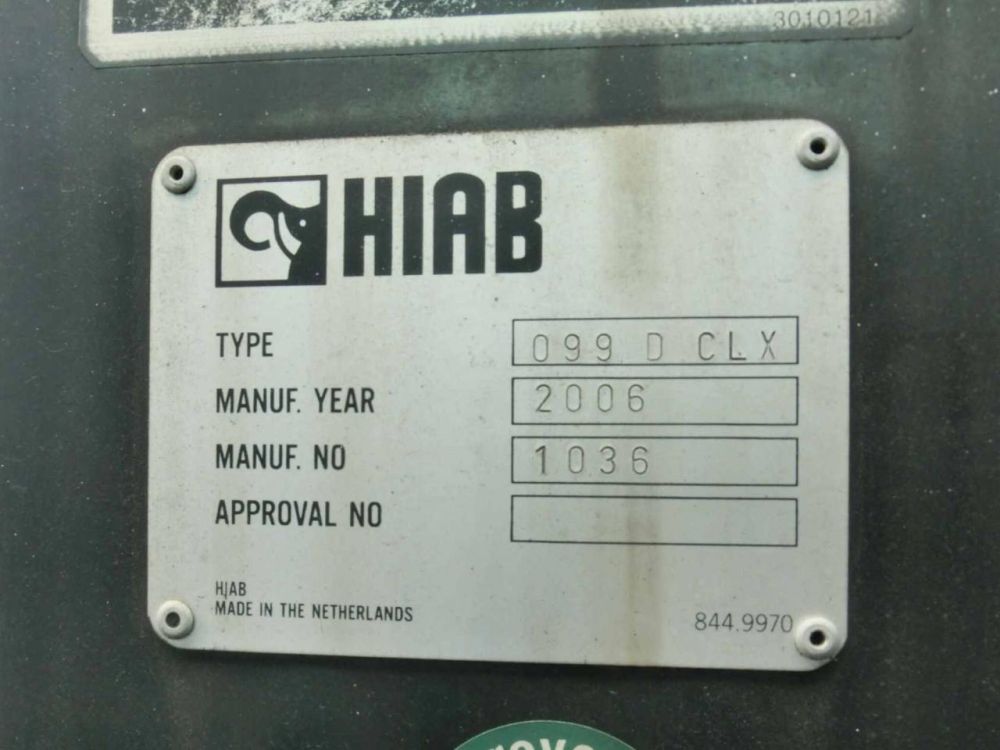 3010121
HIAB
TYPE 099 D CLX
MANUF. YEAR 2006
MANUF. NO 1036
APPROVAL NO
HIAB
MADE IN THE NETHERLANDS
844.9970